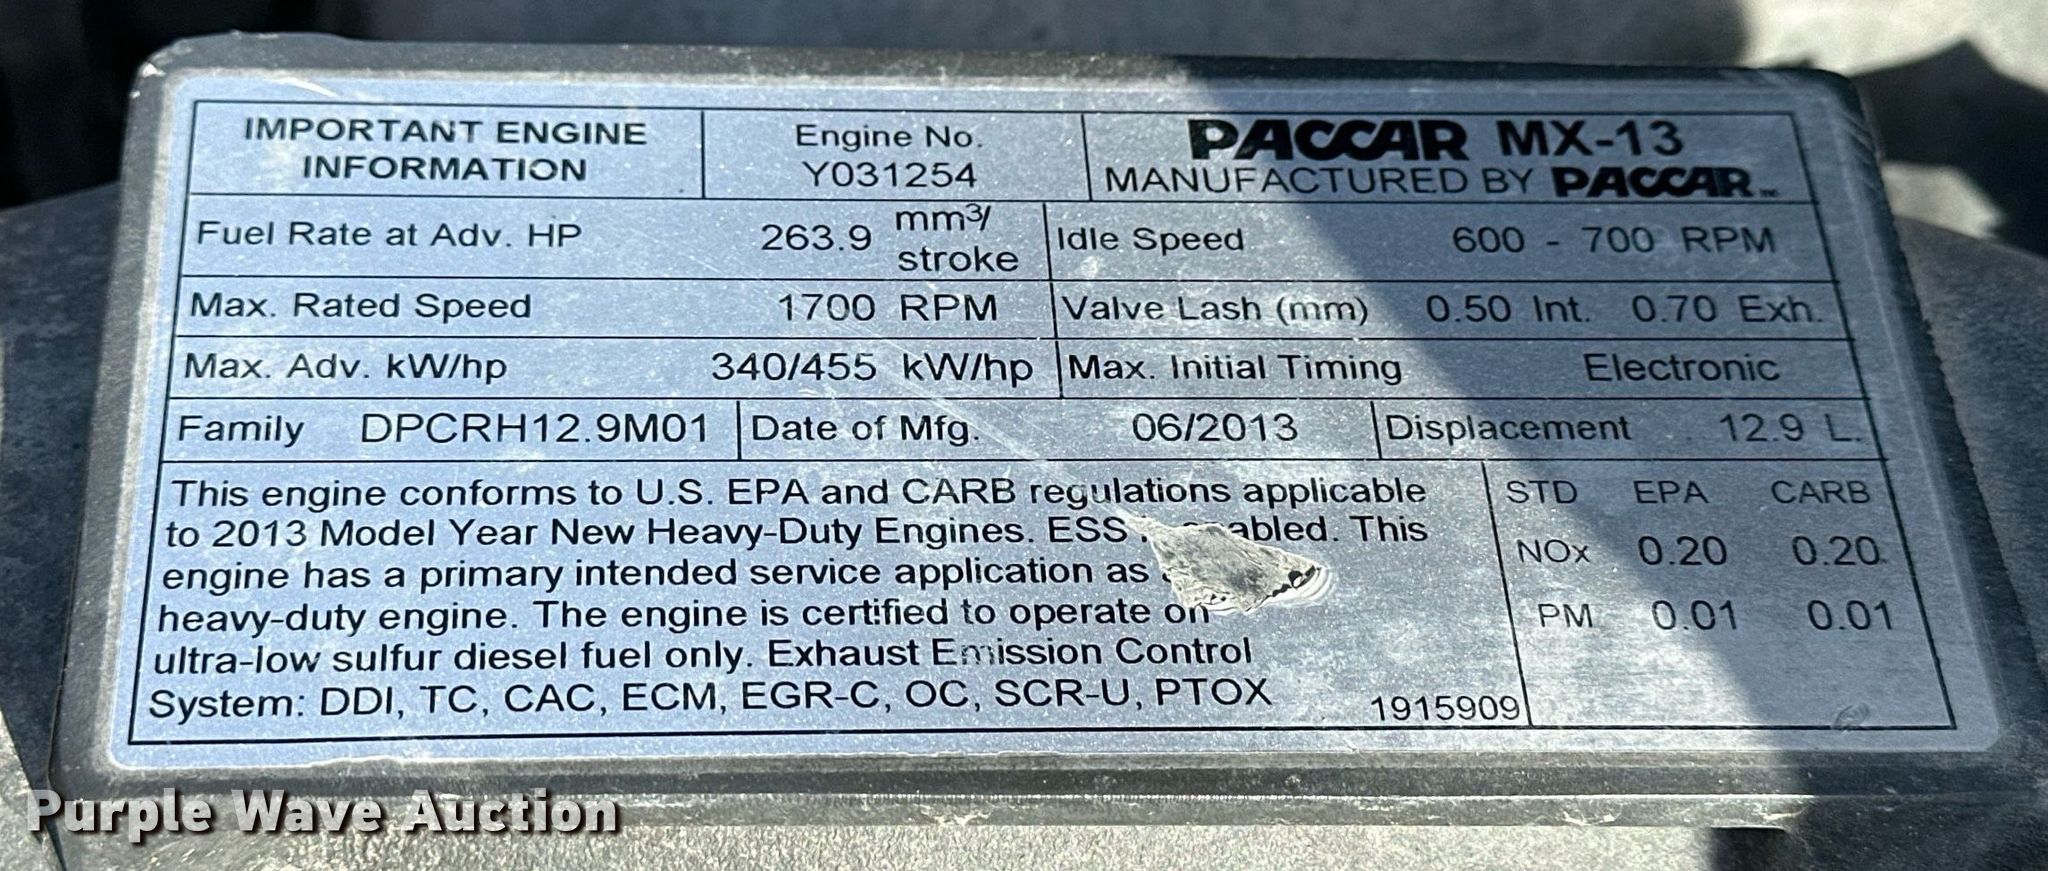 IMPORTANT ENGINE
INFORMATION
Engine No.
Y031254
PACCAR MX-13
MANUFACTURED BY PACCAR
Fuel Rate at Adv. HP 263.9 mm³/
stroke
Idle Speed 600 - 700 RPM
Max. Rated Speed 1700 RPM
Valve Lash (mm) 0.50 Int. 0.70 Exh.
Max. Adv. kW/hp 340/455 kW/hp
Max. Initial Timing Electronic
Family DPCRH12.9M01
Date of Mfg. 06/2013
Displacement 12.9 L.
This engine conforms to U.S. EPA and CARB regulations applicable
to 2013 Model Year New Heavy-Duty Engines. ESS This
engine has a primary intended service application as
heavy-duty engine. The engine is certified to operate on
ultra-low sulfur diesel fuel only. Exhaust Emission Control
System: DDI, TC, CAC, ECM, EGR-C, OC, SCR-U, PTOX
1915909
STD EPA CARB
NOx 0.20 0.20
PM 0.01 0.01
Purple Wave Auction